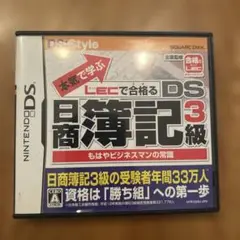 DS Style
SQUARE ENIX
本気で学ぶ
LECで合格る
DS
日商
簿記
3級
もはやビジネスマンの常識
NINTENDO DS
日商簿記3級の受験者年間33万人
資格は「勝ち組」への第一歩
A